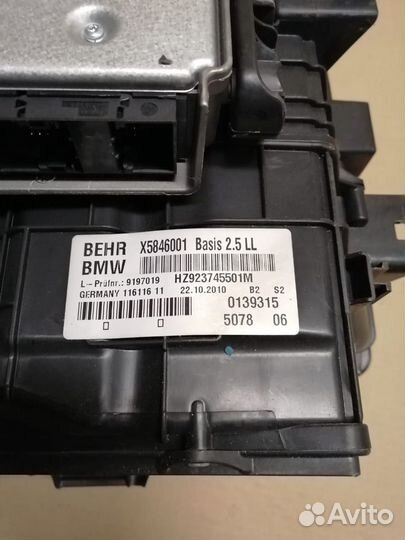 BEHR X5846001 Basis 2.5 LL
BMW
L-Prüfnr.: 9197019 HZ923745501M
GERMANY 116116 11 22.10.2010 B2 S2
0139315
5078 06
Avito